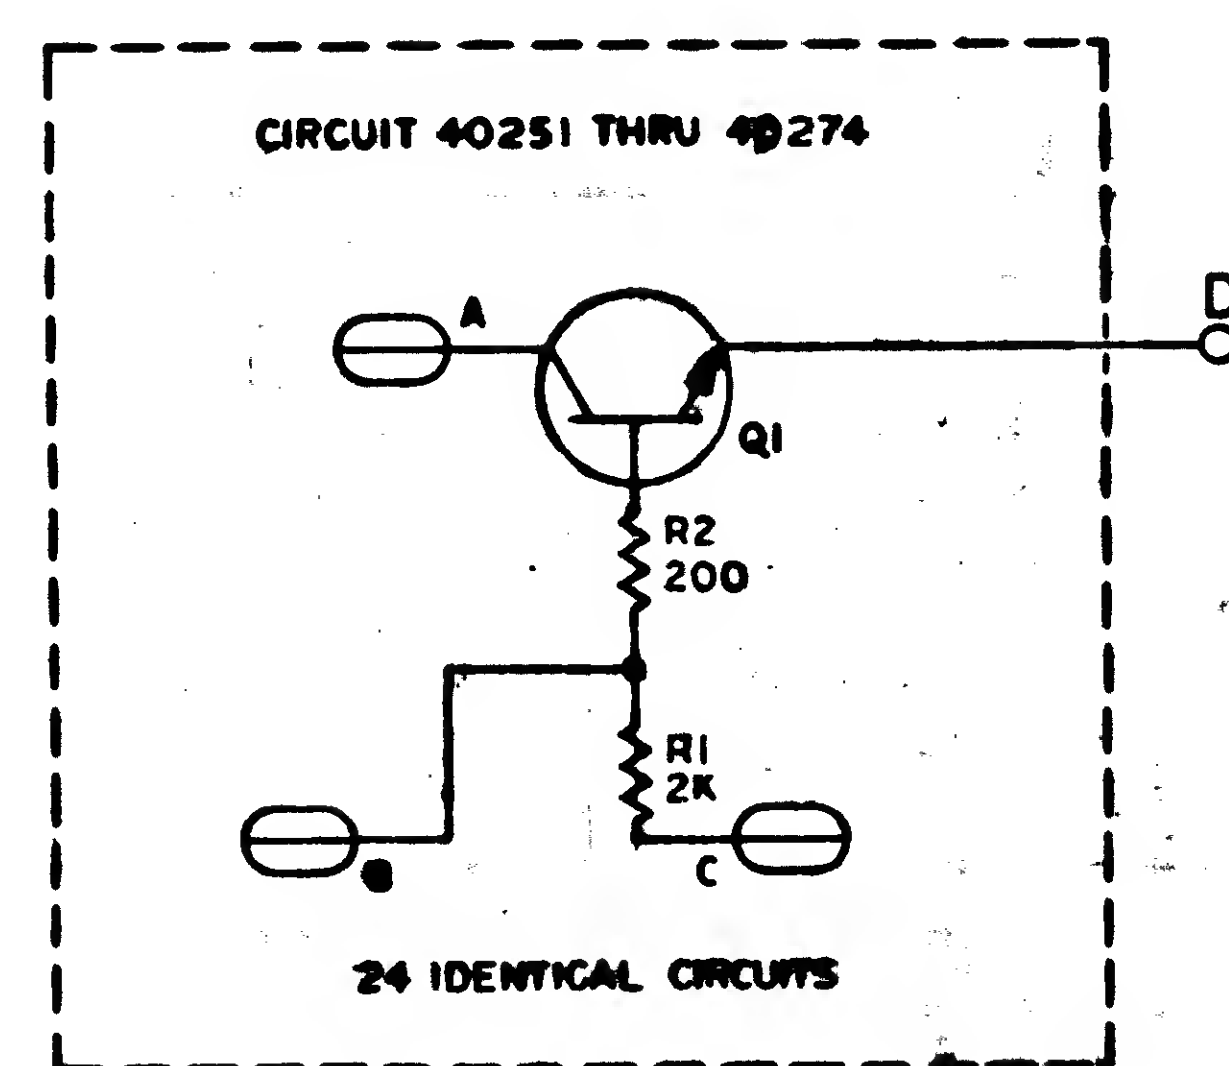 CIRCUIT 40251 THRU 40274
A
D
Q1
R2
200
R1
2K
C
24 IDENTICAL CIRCUITS